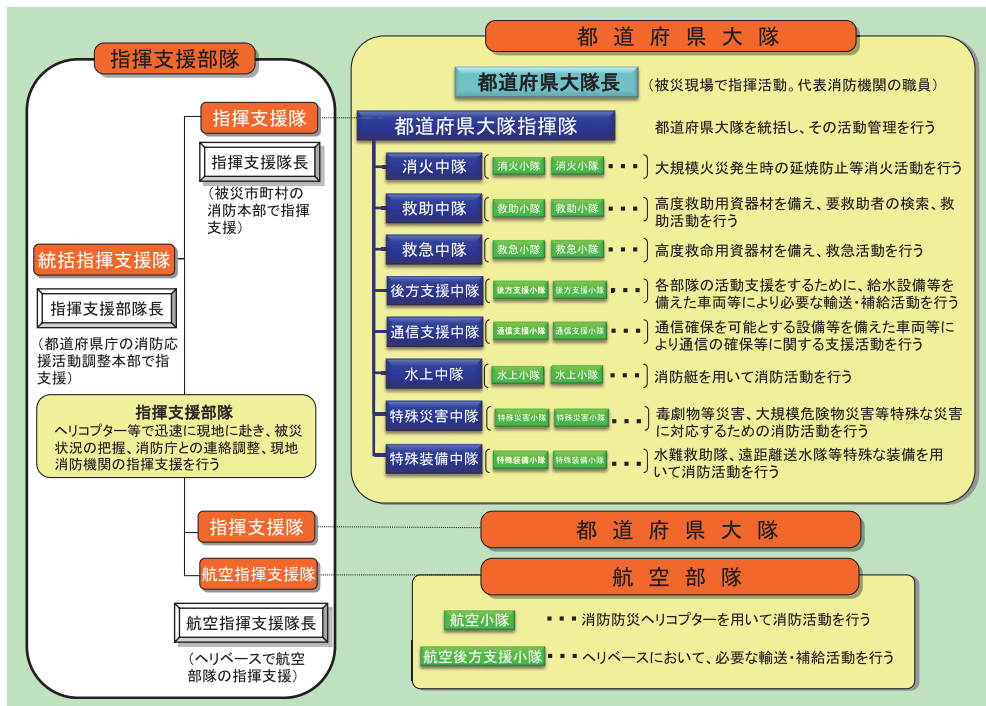 指揮支援部隊
指揮支援隊
指揮支援隊長
（被災市町村の
消防本部で指揮
支援）
統括指揮支援隊
指揮支援部隊長
（都道府県庁の消防応
援活動調整本部で指
支援）
指揮支援部隊
ヘリコプター等で迅速に現地に赴き、被災
状況の把握、消防庁との連絡調整、現地
消防機関の指揮支援を行う
指揮支援隊
航空指揮支援隊
航空指揮支援隊長
（ヘリベースで航空
部隊の指揮支援）
都道府県大隊
都道府県大隊長 （被災現場で指揮活動。代表消防機関の職員）
都道府県大隊指揮隊 都道府県大隊を統括し、その活動管理を行う
消火中隊 消火小隊 消火小隊 ･･･ 大規模火災発生時の延焼防止等消火活動を行う
救助中隊 救助小隊 救助小隊 ･･･ 高度救助用資器材を備え、要救助者の検索、救
助活動を行う
救急中隊 救急小隊 救急小隊 ･･･ 高度救命用資器材を備え、救急活動を行う
後方支援中隊 後方支援小隊 後方支援小隊 ･･･ 各部隊の活動支援をするために、給水設備等を
備えた車両等により必要な輸送・補給活動を行う
通信支援中隊 通信支援小隊 通信支援小隊 ･･･ 通信確保を可能とする設備等を備えた車両等に
より通信の確保等に関する支援活動を行う
水上中隊 水上小隊 水上小隊 ･･･ 消防艇を用いて消防活動を行う
特殊災害中隊 特殊災害小隊 特殊災害小隊 ･･･ 毒劇物等災害、大規模危険物災害等特殊な災害
に対応するための消防活動を行う
特殊装備中隊 特殊装備小隊 特殊装備小隊 ･･･ 水難救助隊、遠距離送水隊等特殊な装備を用
いて消防活動を行う
都道府県大隊
航空部隊
航空小隊 ･･･ 消防防災ヘリコプターを用いて消防活動を行う
航空後方支援小隊 ･･･ ヘリベースにおいて、必要な輸送・補給活動を行う